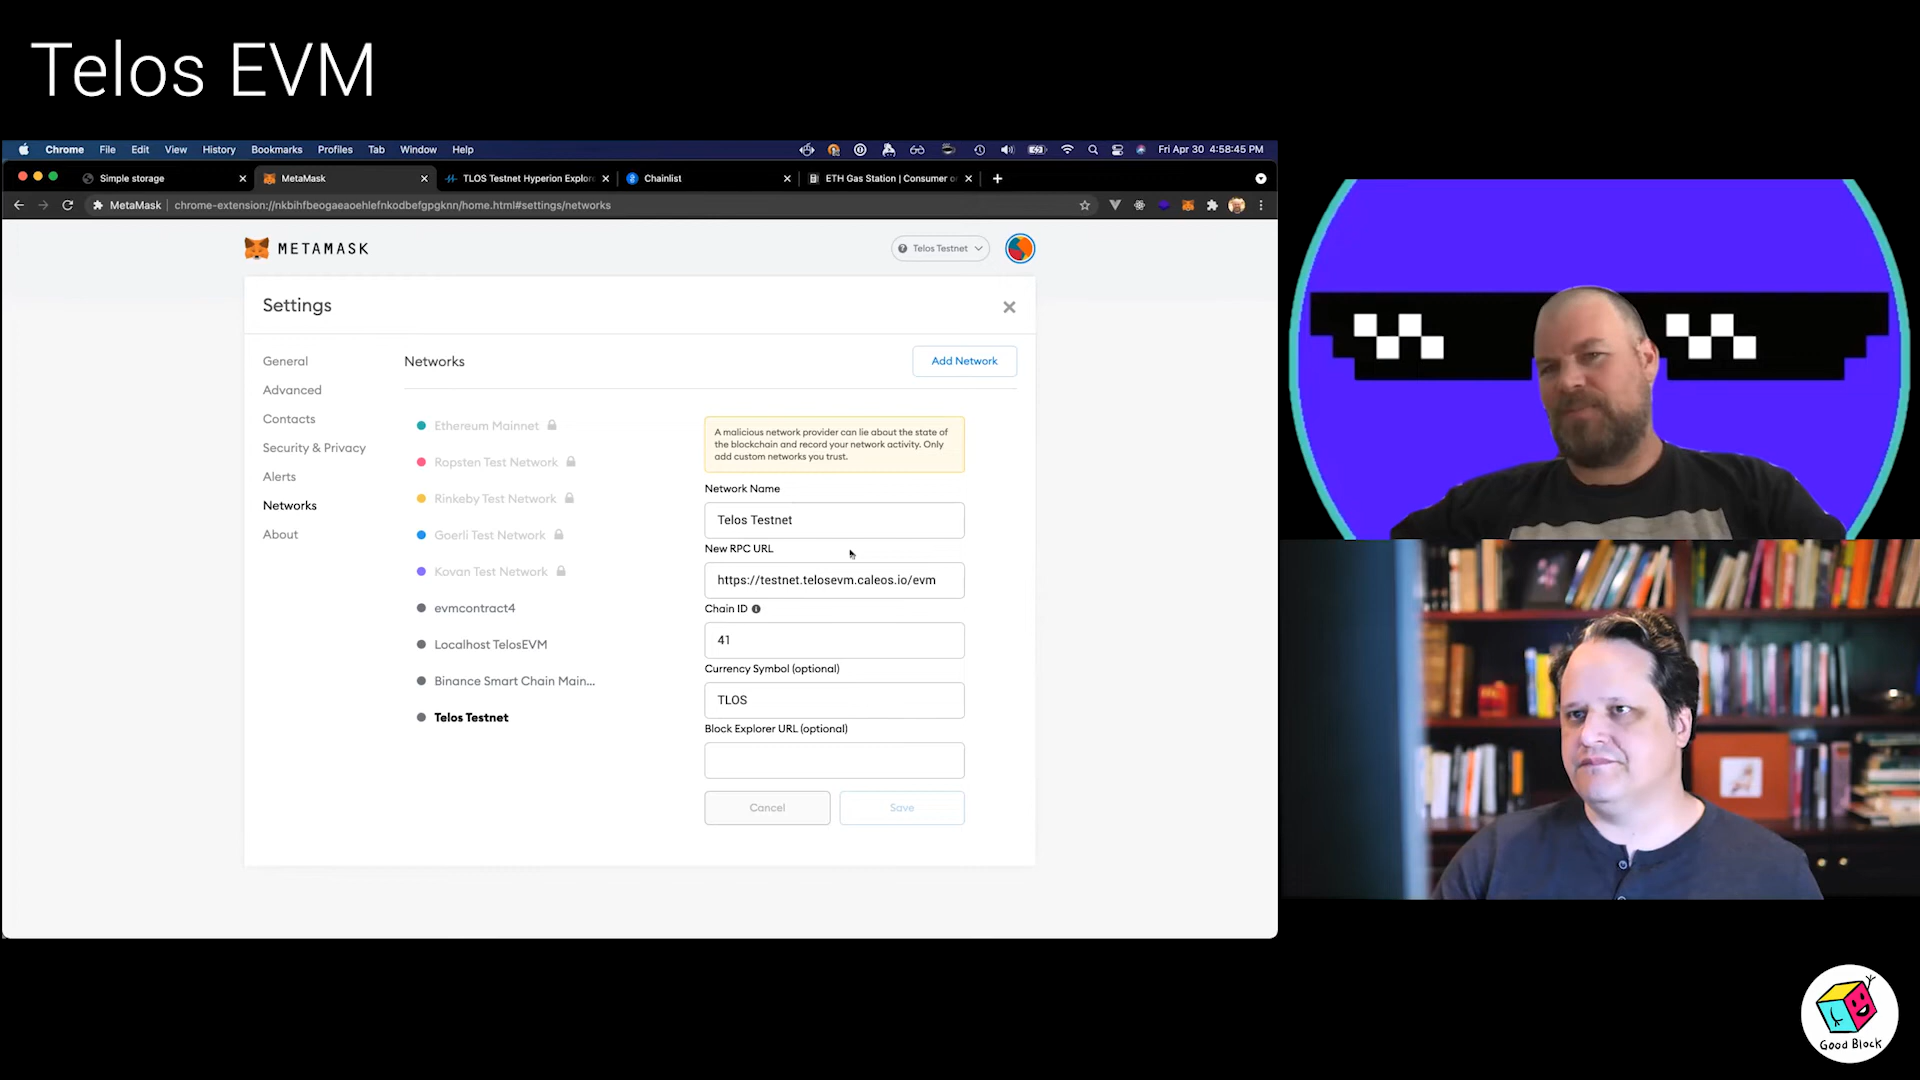 Telos EVM
Chrome File Edit View History Bookmarks Profiles Tab Window Help Fri Apr 30 4:58:45 PM
Simple storage MetaMask TLOS Testnet Hyperion Explor Chainlist ETH Gas Station | Consumer o
MetaMask chrome-extension://nkbihfbeogaeaoehlefnkodbefgpgknn/home.html#settings/networks
METAMASK Telos Testnet
Settings
General
Advanced
Contacts
Security & Privacy
Alerts
Networks
About
Networks Add Network
Ethereum Mainnet
Ropsten Test Network
Rinkeby Test Network
Goerli Test Network
Kovan Test Network
evmcontract4
Localhost TelosEVM
Binance Smart Chain Main...
Telos Testnet
A malicious network provider can lie about the state of
the blockchain and record your network activity. Only
add custom networks you trust.
Network Name
Telos Testnet
New RPC URL
https://testnet.telosevm.caleos.io/evm
Chain ID
41
Currency Symbol (optional)
TLOS
Block Explorer URL (optional)
Cancel Save
Good Block